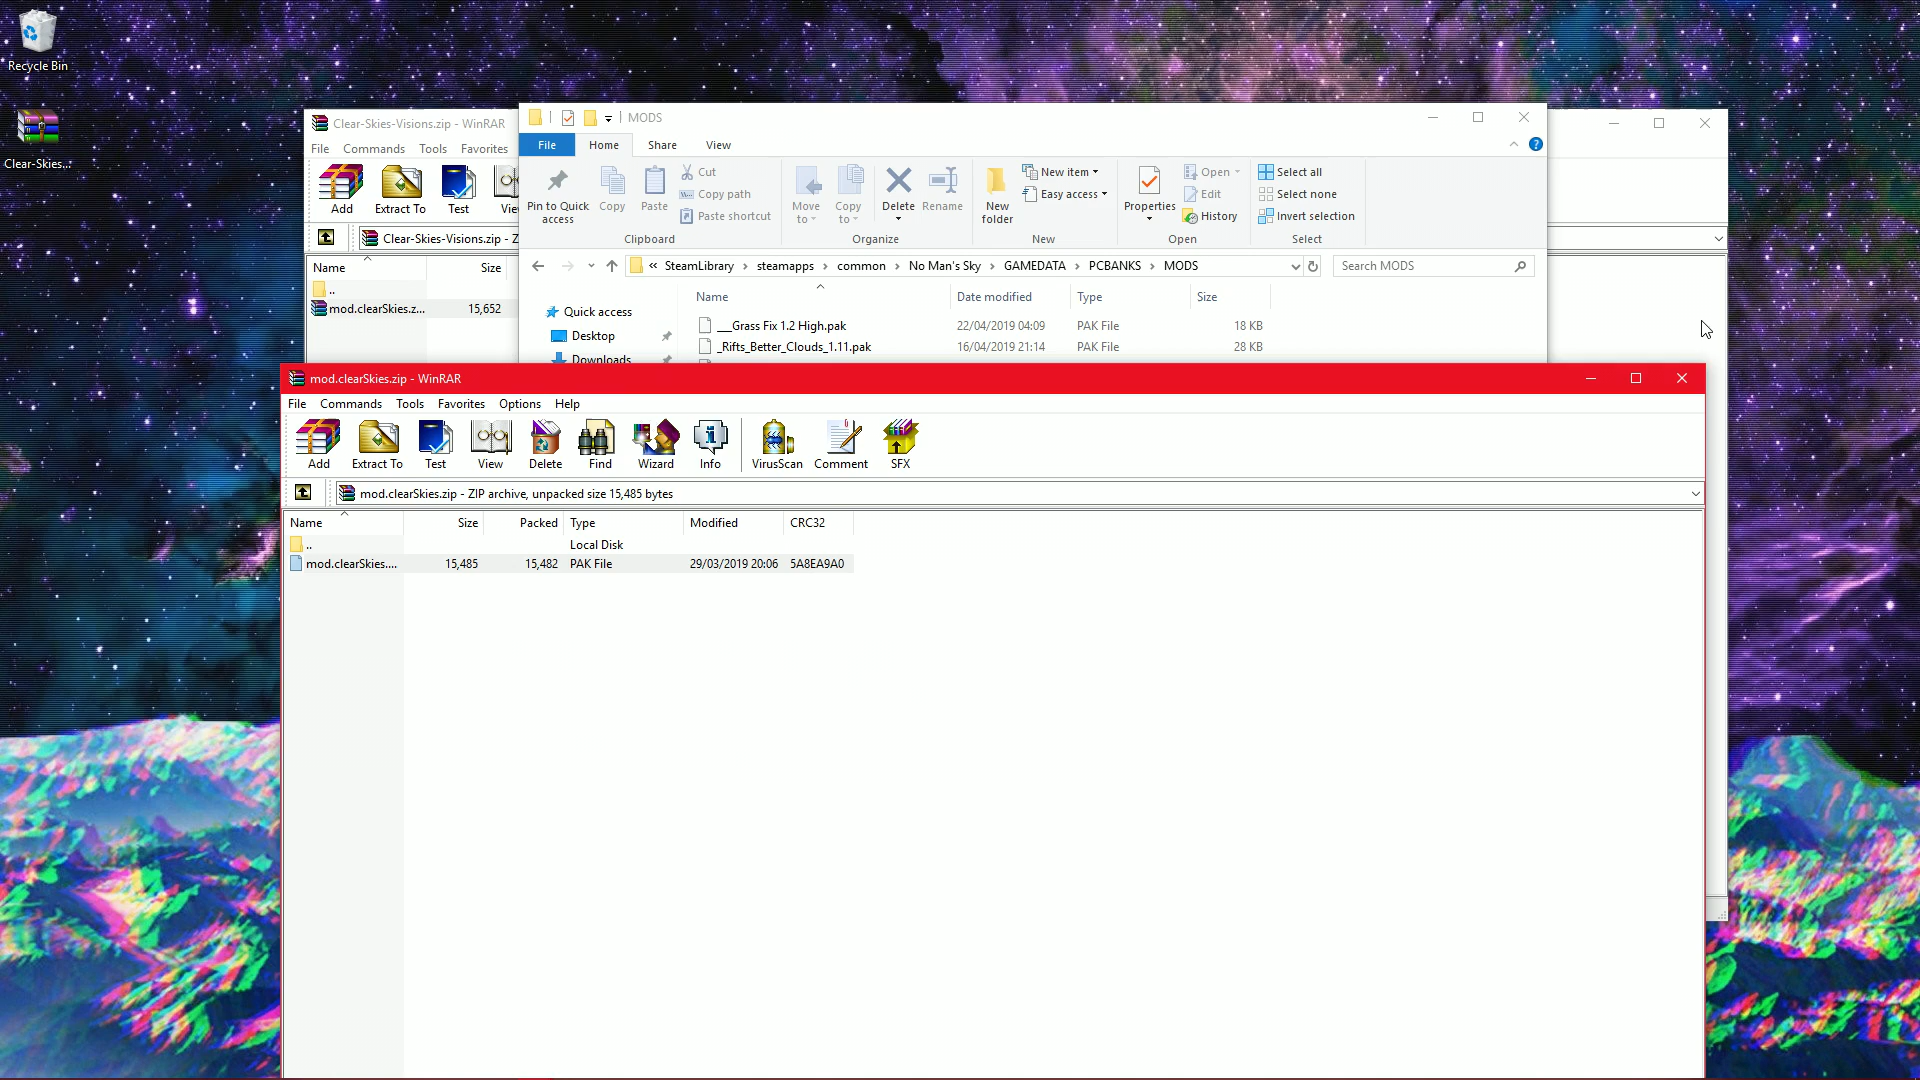 Recycle Bin
Clear-Skies...
Clear-Skies-Visions.zip - WinRAR
File Commands Tools Favorites
Add Extract To Test
Clear-Skies-Visions.zip - Z
Name Size
..
mod.clearSkies.z... 15,652
MODS
File Home Share View
Pin to Quick access
Copy
Paste
Cut
Copy path
Paste shortcut
Clipboard
Move to
Copy to
Delete
Rename
Organize
New folder
New item
Easy access
New
Properties
Open
Edit
History
Open
Select all
Select none
Invert selection
Select
« SteamLibrary › steamapps › common › No Man's Sky › GAMEDATA › PCBANKS › MODS
Search MODS
Quick access
Desktop
Downloads
Name Date modified Type Size
___Grass Fix 1.2 High.pak 22/04/2019 04:09 PAK File 18 KB
_Rifts_Better_Clouds_1.11.pak 16/04/2019 21:14 PAK File 28 KB
mod.clearSkies.zip - WinRAR
File Commands Tools Favorites Options Help
Add Extract To Test View Delete Find Wizard Info VirusScan Comment SFX
mod.clearSkies.zip - ZIP archive, unpacked size 15,485 bytes
Name Size Packed Type Modified CRC32
.. Local Disk
mod.clearSkies.... 15,485 15,482 PAK File 29/03/2019 20:06 5A8EA9A0